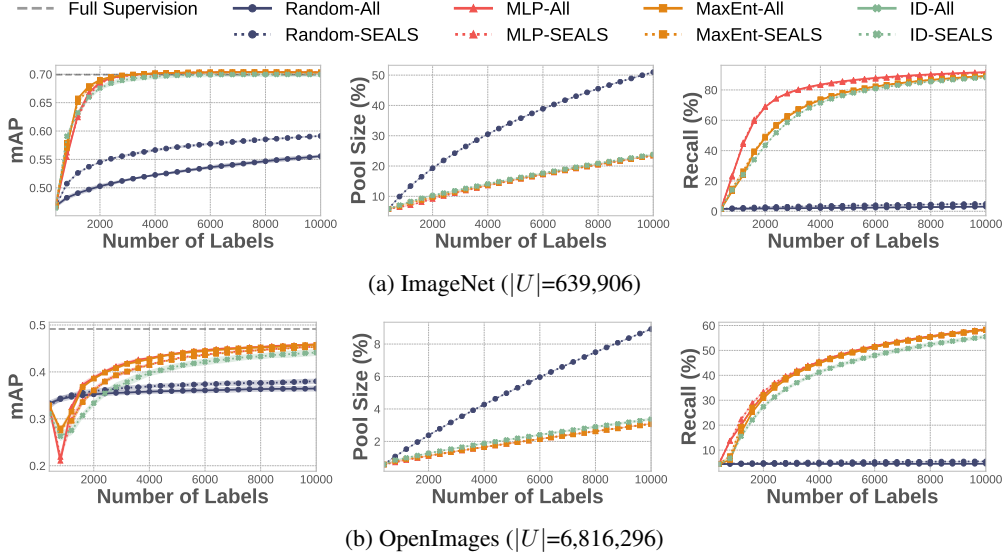 Full Supervision Random-All MLP-All MaxEnt-All ID-All
Random-SEALS MLP-SEALS MaxEnt-SEALS ID-SEALS
mAP
0.70
0.65
0.60
0.55
0.50
2000 4000 6000 8000 10000
Number of Labels
Pool Size (%)
50
40
30
20
10
2000 4000 6000 8000 10000
Number of Labels
Recall (%)
80
60
40
20
0
2000 4000 6000 8000 10000
Number of Labels
(a) ImageNet (|U|=639,906)
mAP
0.5
0.4
0.3
0.2
2000 4000 6000 8000 10000
Number of Labels
Pool Size (%)
8
6
4
2
2000 4000 6000 8000 10000
Number of Labels
Recall (%)
60
50
40
30
20
10
2000 4000 6000 8000 10000
Number of Labels
(b) OpenImages (|U|=6,816,296)